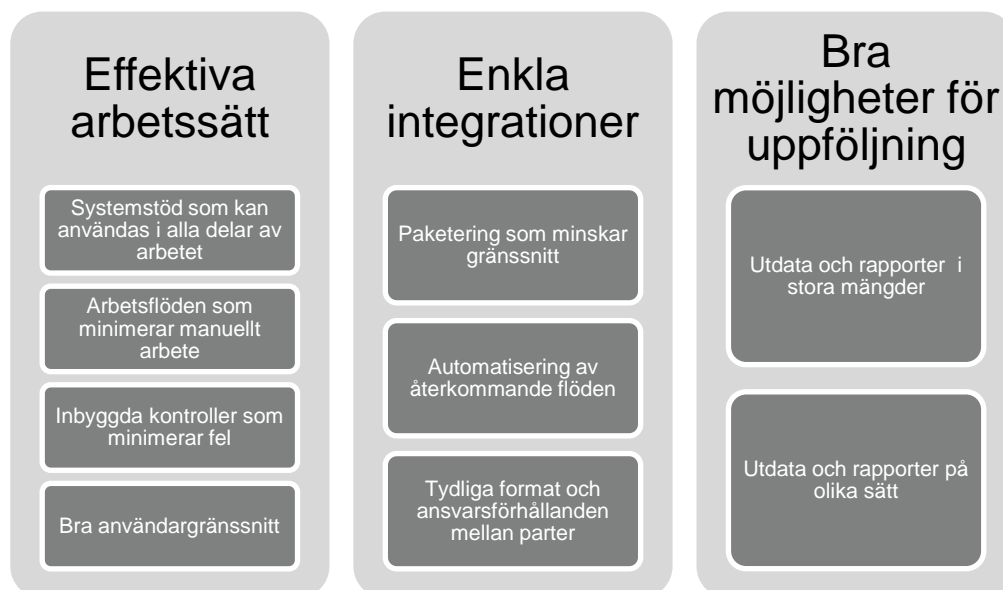 Effektiva
arbetssätt
Systemstöd som kan
användas i alla delar av
arbetet
Arbetsflöden som
minimerar manuellt
arbete
Inbyggda kontroller som
minimerar fel
Bra användargränssnitt
Enkla
integrationer
Paketering som minskar
gränssnitt
Automatisering av
återkommande flöden
Tydliga format och
ansvarsförhållanden
mellan parter
Bra
möjligheter för
uppföljning
Utdata och rapporter i
stora mängder
Utdata och rapporter på
olika sätt